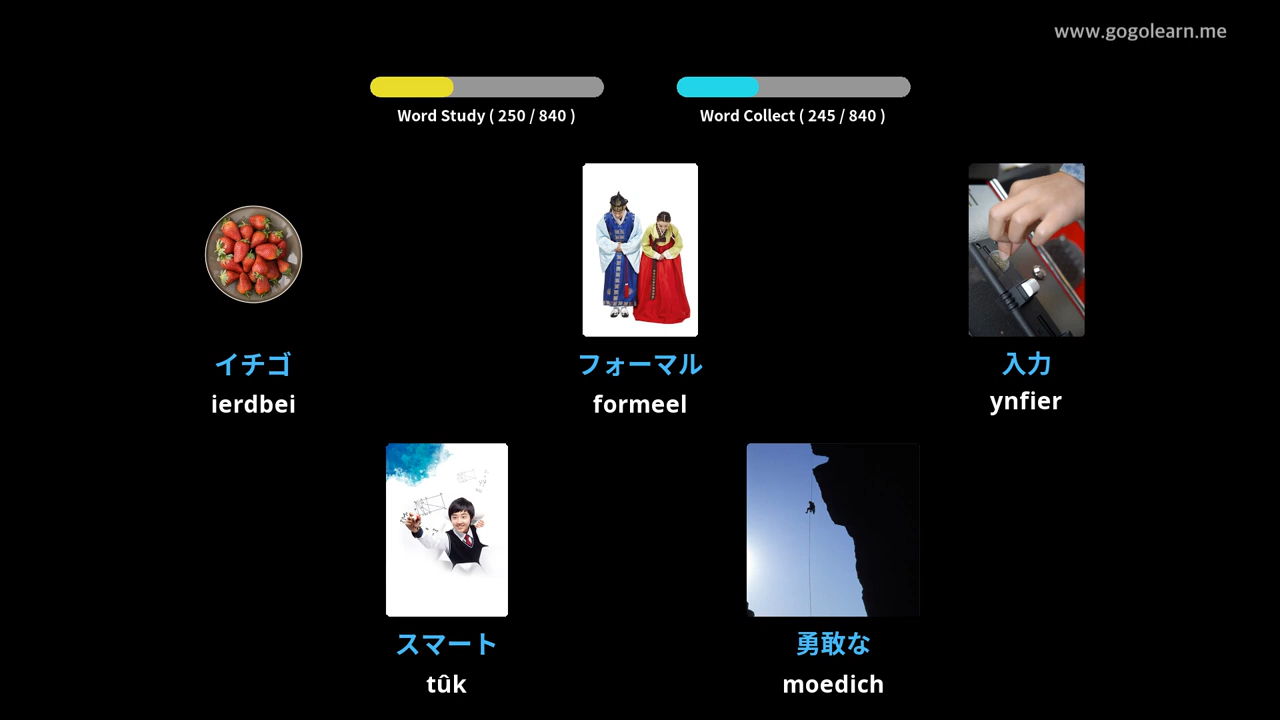 www.gogolearn.me
Word Study ( 250 / 840 )
Word Collect ( 245 / 840 )
イチゴ
ierdbei
フォーマル
formeel
入力
ynfier
スマート
tûk
勇敢な
moedich